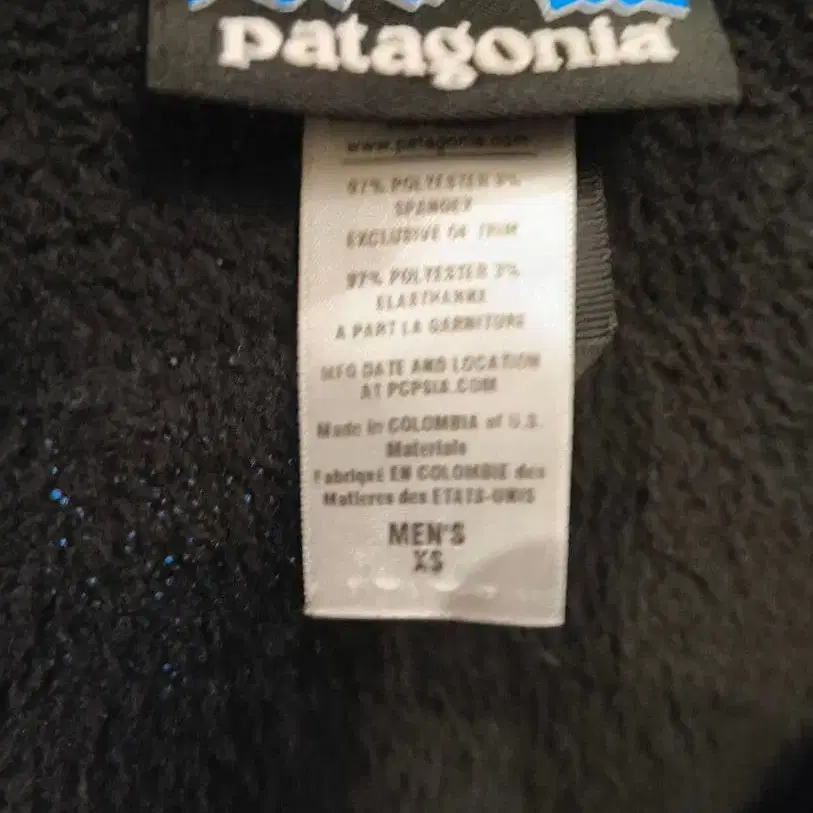 patagonia
www.patagonia.com
97% POLYESTER 3%
SPANDEX
EXCLUSIVE OF TRIM
97% POLYESTER 3%
ELASTHANNE
A PART LA GARNITURE
MFG DATE AND LOCATION
AT PCPSIA.COM
Made in COLOMBIA of U.S.
Materials
Fabriqué EN COLOMBIE des
Matieres des ETATS-UNIS
MEN'S
XS